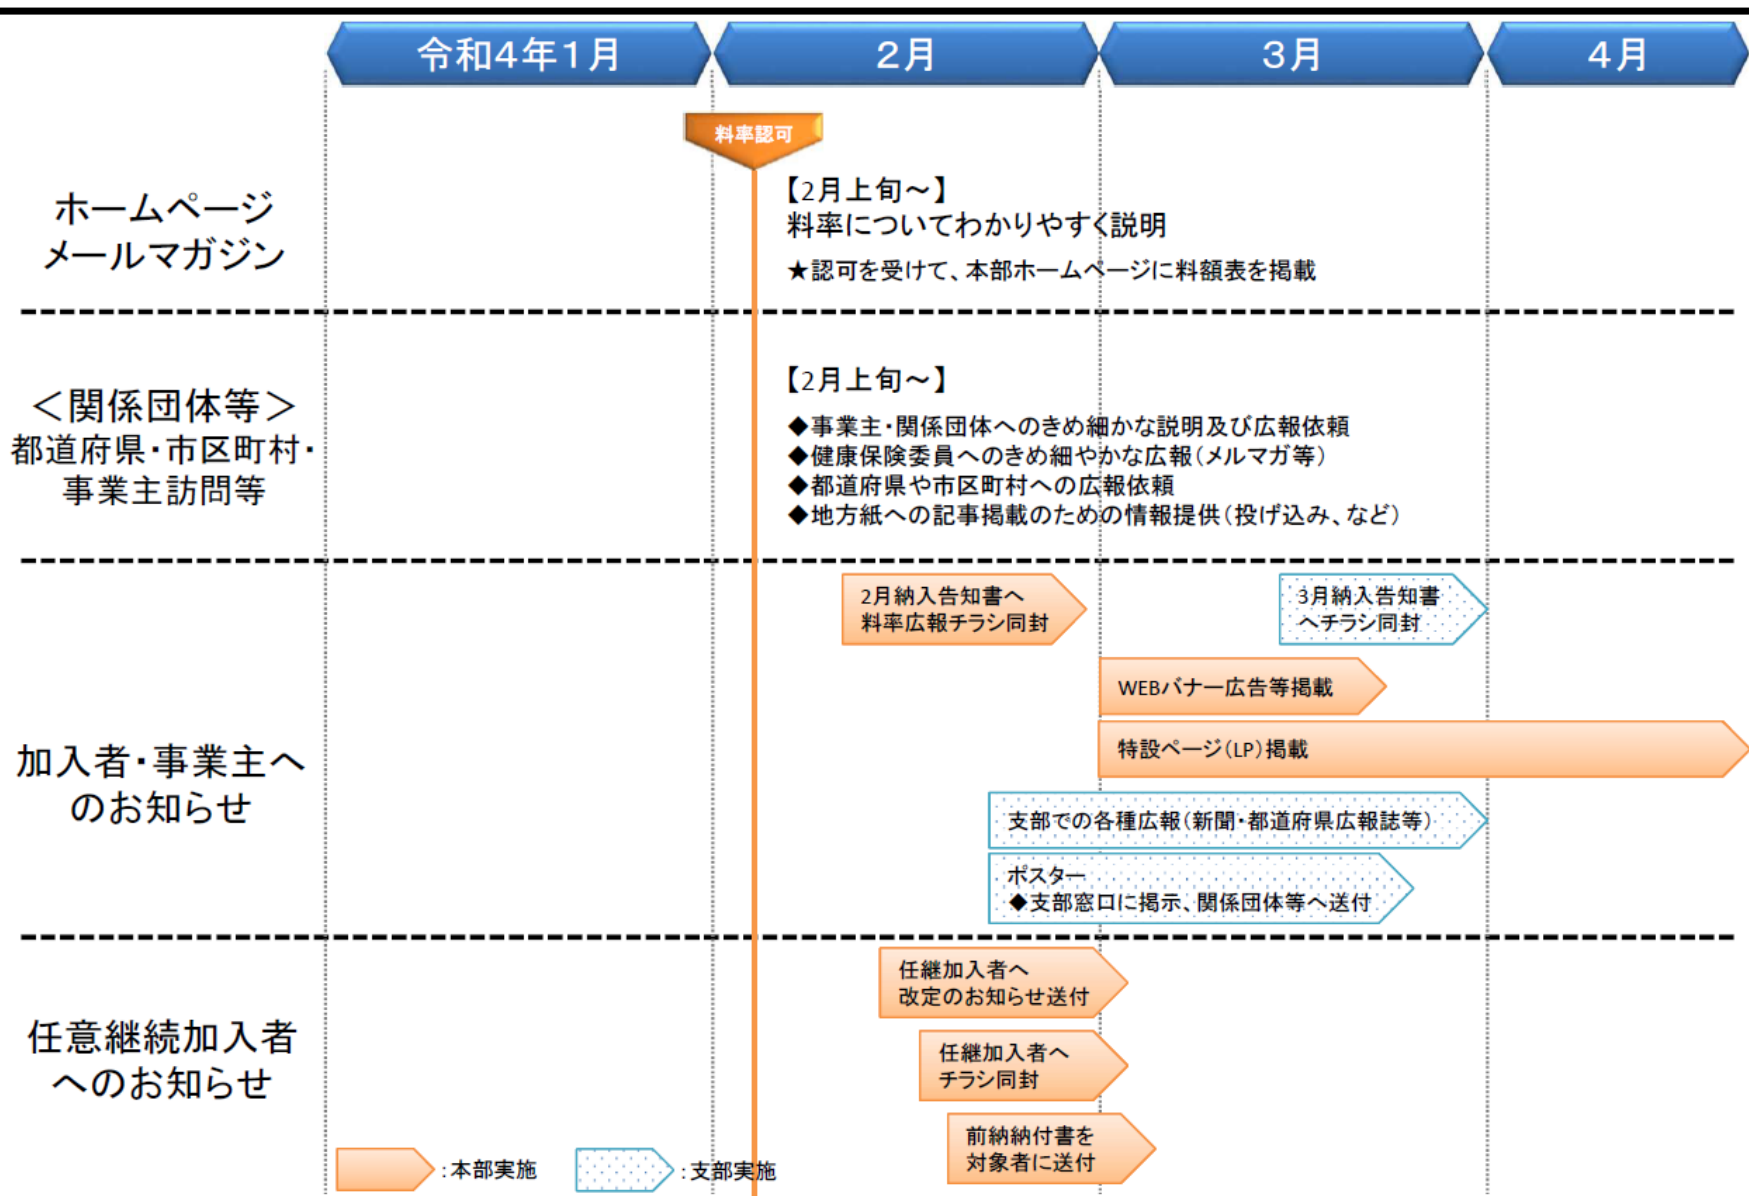 令和4年1月
2月
3月
4月
料率認可
ホームページ
メールマガジン
【2月上旬～】
料率についてわかりやすく説明
★認可を受けて、本部ホームページに料額表を掲載
＜関係団体等＞
都道府県・市区町村・
事業主訪問等
【2月上旬～】
◆事業主・関係団体へのきめ細かな説明及び広報依頼
◆健康保険委員へのきめ細やかな広報（メルマガ等）
◆都道府県や市区町村への広報依頼
◆地方紙への記事掲載のための情報提供（投げ込み、など）
加入者・事業主へ
のお知らせ
2月納入告知書へ
料率広報チラシ同封
3月納入告知書
へチラシ同封
WEBバナー広告等掲載
特設ページ（LP）掲載
支部での各種広報（新聞・都道府県広報誌等）
ポスター
◆支部窓口に掲示、関係団体等へ送付
任意継続加入者
へのお知らせ
任継加入者へ
改定のお知らせ送付
任継加入者へ
チラシ同封
前納納付書を
対象者に送付
：本部実施
：支部実施